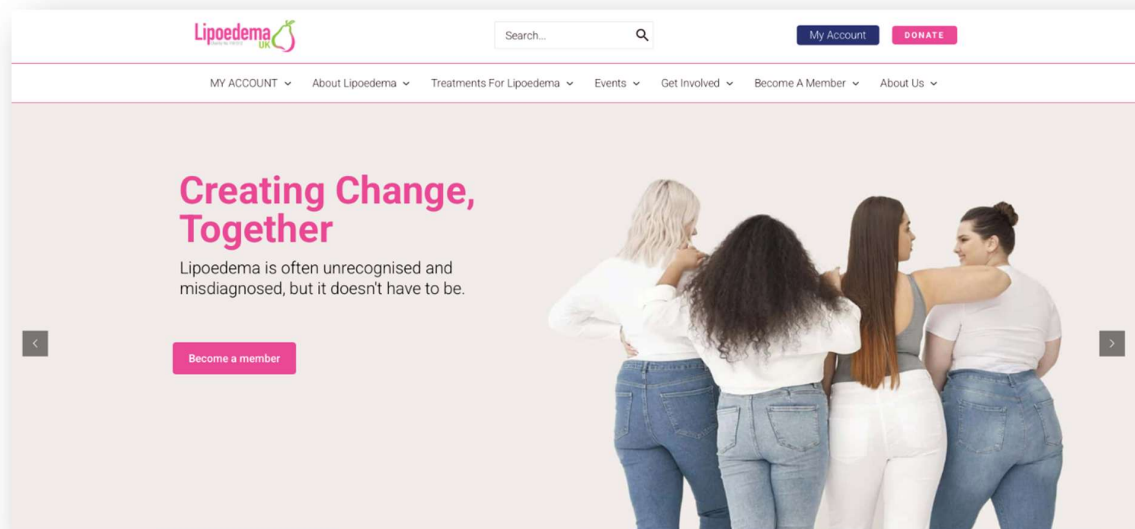 Lipoedema
UK
Search...
My Account
DONATE
MY ACCOUNT
About Lipoedema
Treatments For Lipoedema
Events
Get Involved
Become A Member
About Us
Creating Change,
Together
Lipoedema is often unrecognised and
misdiagnosed, but it doesn't have to be.
Become a member